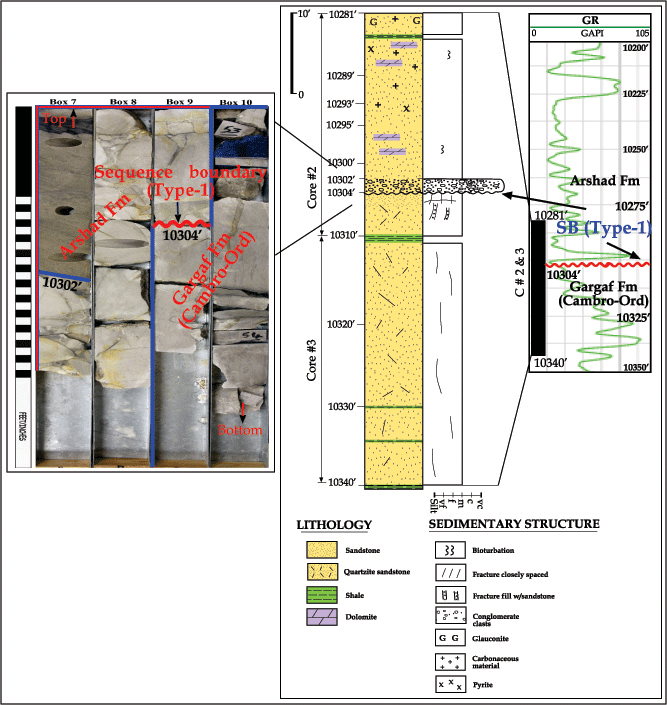 Box 7 Box 8 Box 9 Box 10
Top
Sequence boundary
(Type-1)
Arshad Fm
10304'
Gargaf Fm
(Cambro-Ord)
10302'
Bottom
10'
0
10281'
10289'
10293'
10295'
10300'
10302'
10304'
10310'
10320'
10330'
10340'
Core #2
Core #3
G G
x
x
Silt
vf
f
m
c
vc
GR
0 GAPI 105
10200'
10225'
10250'
Arshad Fm
10275'
10281'
SB (Type-1)
10304'
Gargaf Fm
(Cambro-Ord)
10325'
10340'
10350'
C # 2 & 3
LITHOLOGY
Sandstone
Quartzite sandstone
Shale
Dolomite
SEDIMENTARY STRUCTURE
Bioturbation
Fracture closely spaced
Fracture fill w/sandstone
Conglomerate
clasts
G G Glauconite
Carbonaceous
material
x x x Pyrite